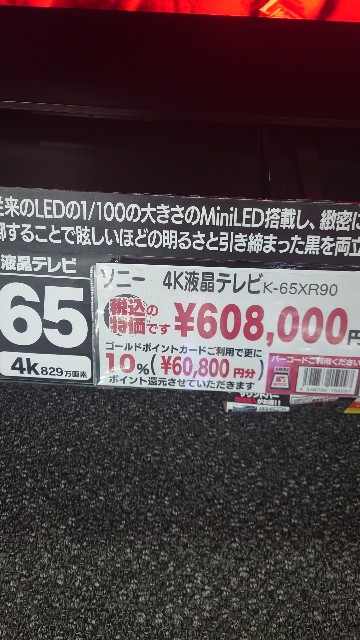 来のLEDの1/100の大きさのMiniLED搭載し、緻密に
することで眩しいほどの明るさと引き締まった黒を両立
液晶テレビ
65
4K 829万画素
ソニー 4K液晶テレビK-65XR90
税込の
特価です
¥608,000円
ゴールドポイントカードご利用で更に
10%(¥60,800円分)
ポイント還元させていただきます
バーコードご利用ください